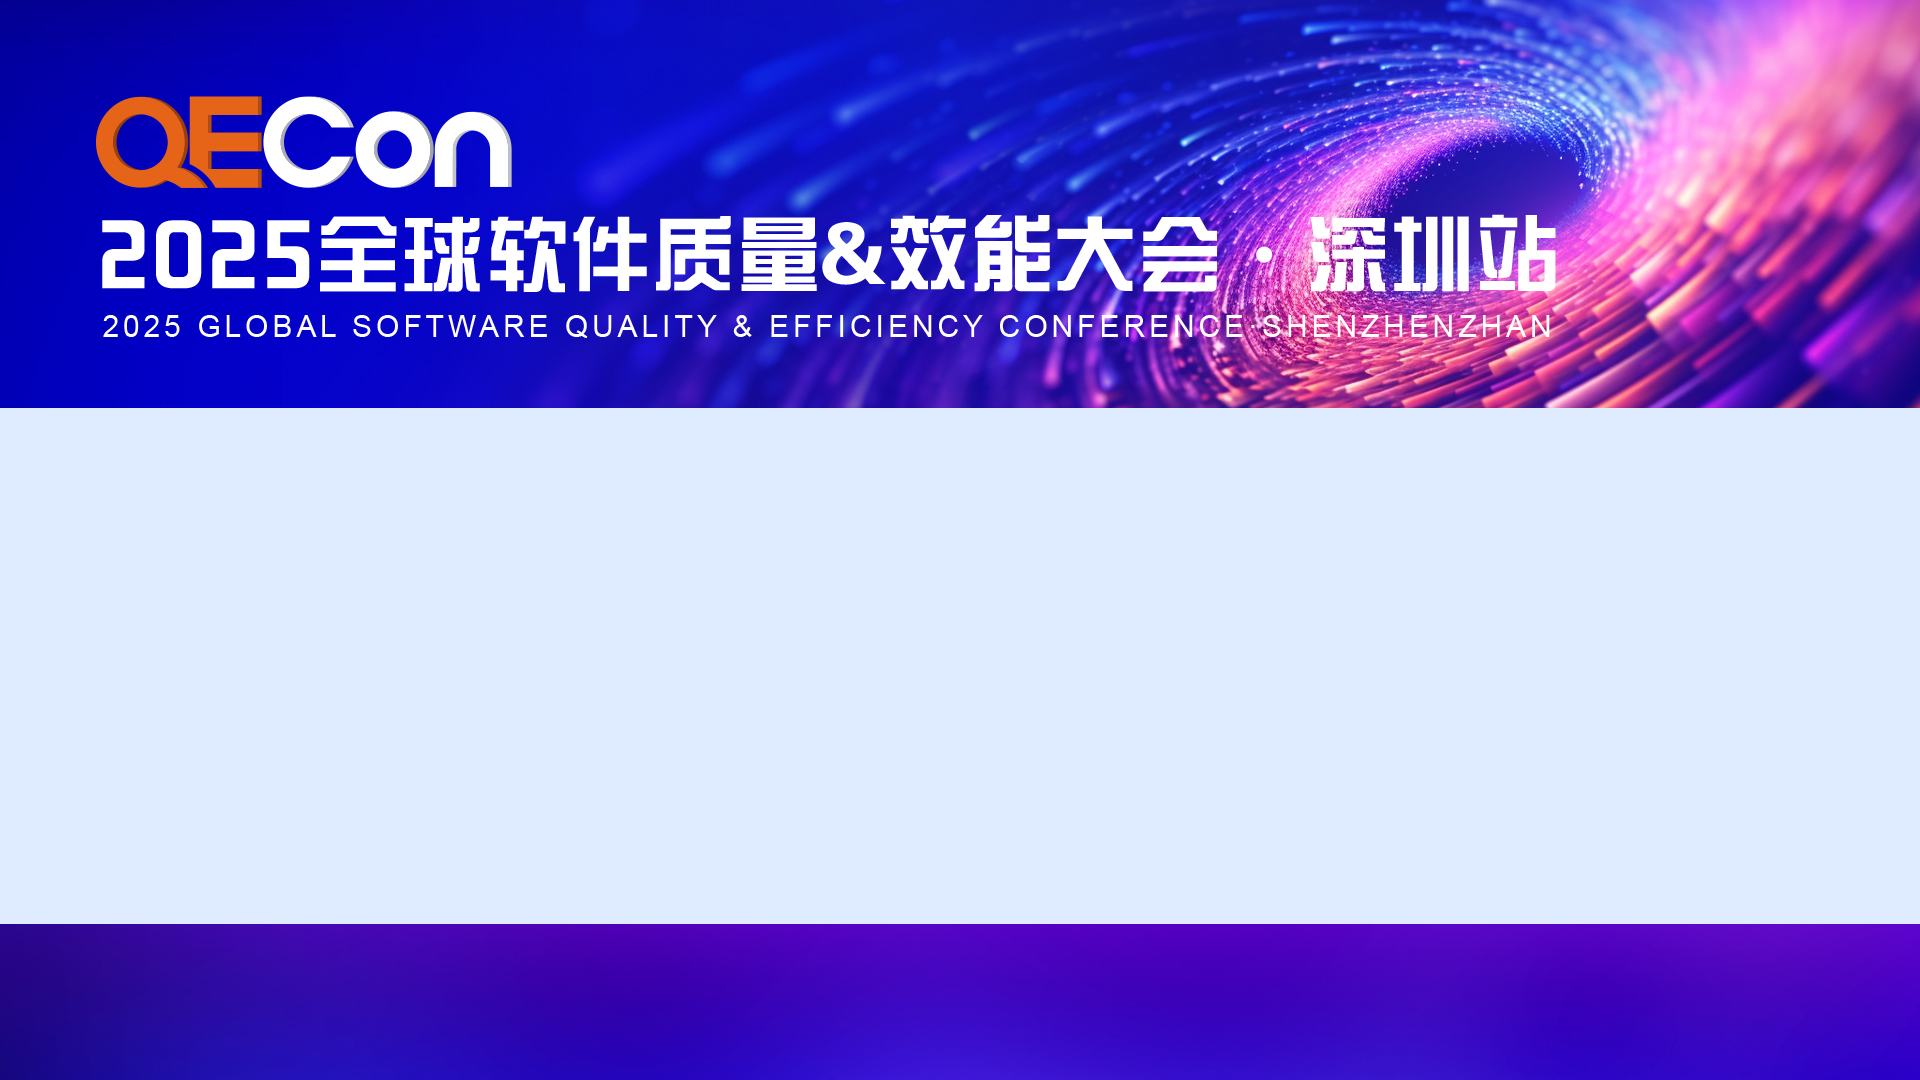 QECon
2025全球软件质量&效能大会 · 深圳站
2025 GLOBAL SOFTWARE QUALITY & EFFICIENCY CONFERENCE SHENZHENZHAN